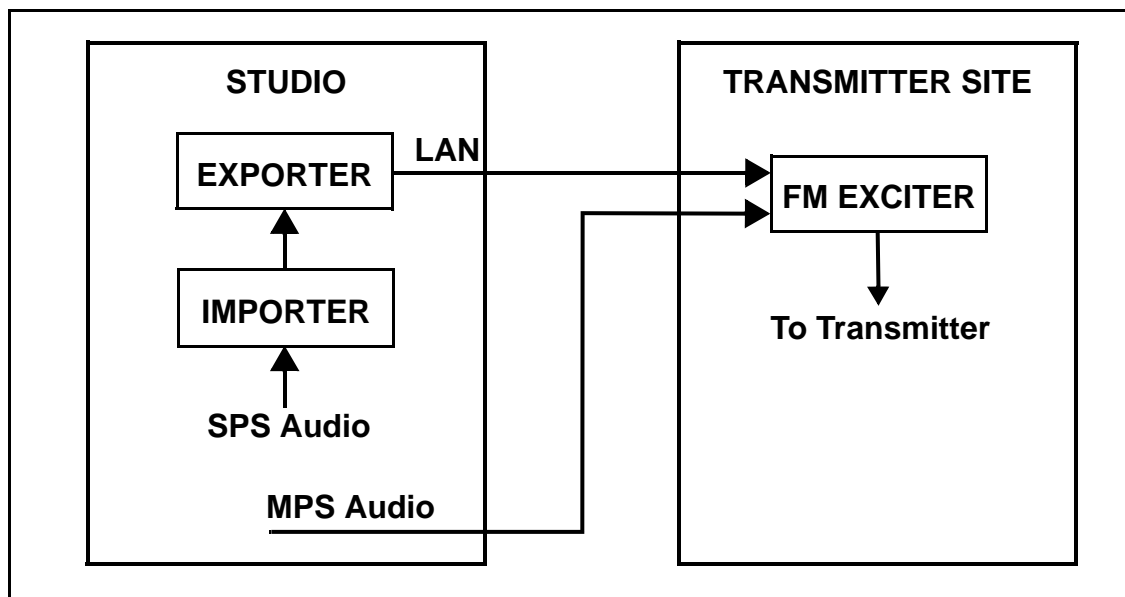 STUDIO
EXPORTER
IMPORTER
SPS Audio
MPS Audio
LAN
TRANSMITTER SITE
FM EXCITER
To Transmitter